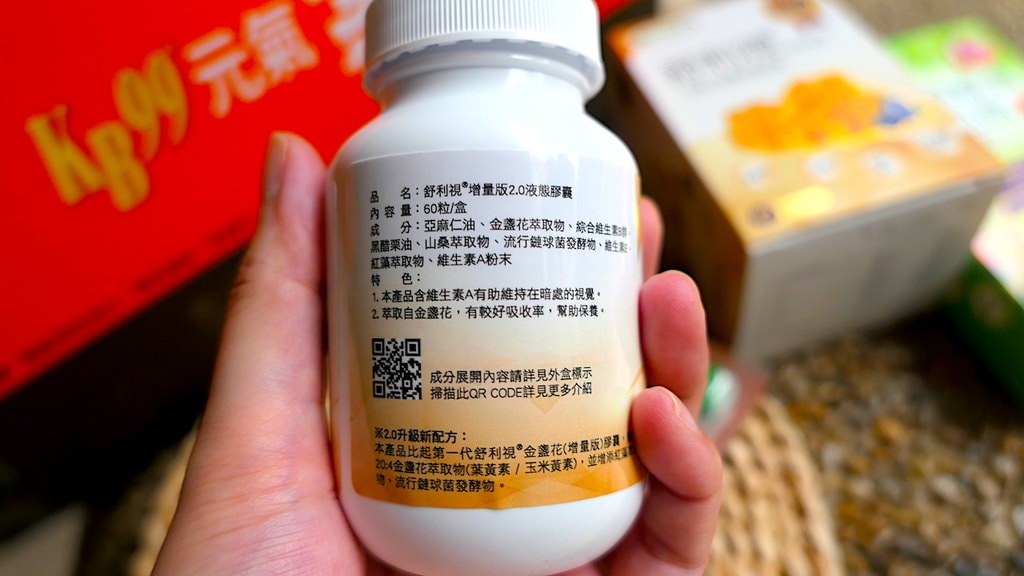 KB99 元氣
品　　名：舒利視®增量版2.0液態膠囊
內 容 量：60粒/盒
成　　分：亞麻仁油、金盞花萃取物、綜合維生素B群、
黑醋栗油、山桑萃取物、流行鏈球菌發酵物、維生素E、
紅藻萃取物、維生素A粉末
特　　色：
1. 本產品含維生素A有助維持在暗處的視覺。
2. 萃取自金盞花，有較好吸收率，幫助保養。
成分展開內容請詳見外盒標示
掃描此QR CODE詳見更多介紹
※2.0升級新配方：
本產品比起第一代舒利視®金盞花(增量版)膠囊，
20:4金盞花萃取物(葉黃素 / 玉米黃素)，並增添紅藻
物、流行鏈球菌發酵物。